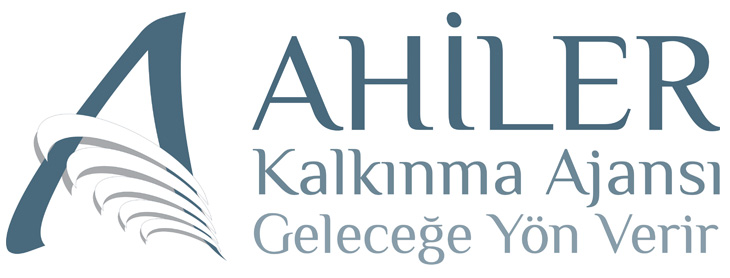 AHİLER
Kalkınma Ajansı
Geleceğe Yön Verir